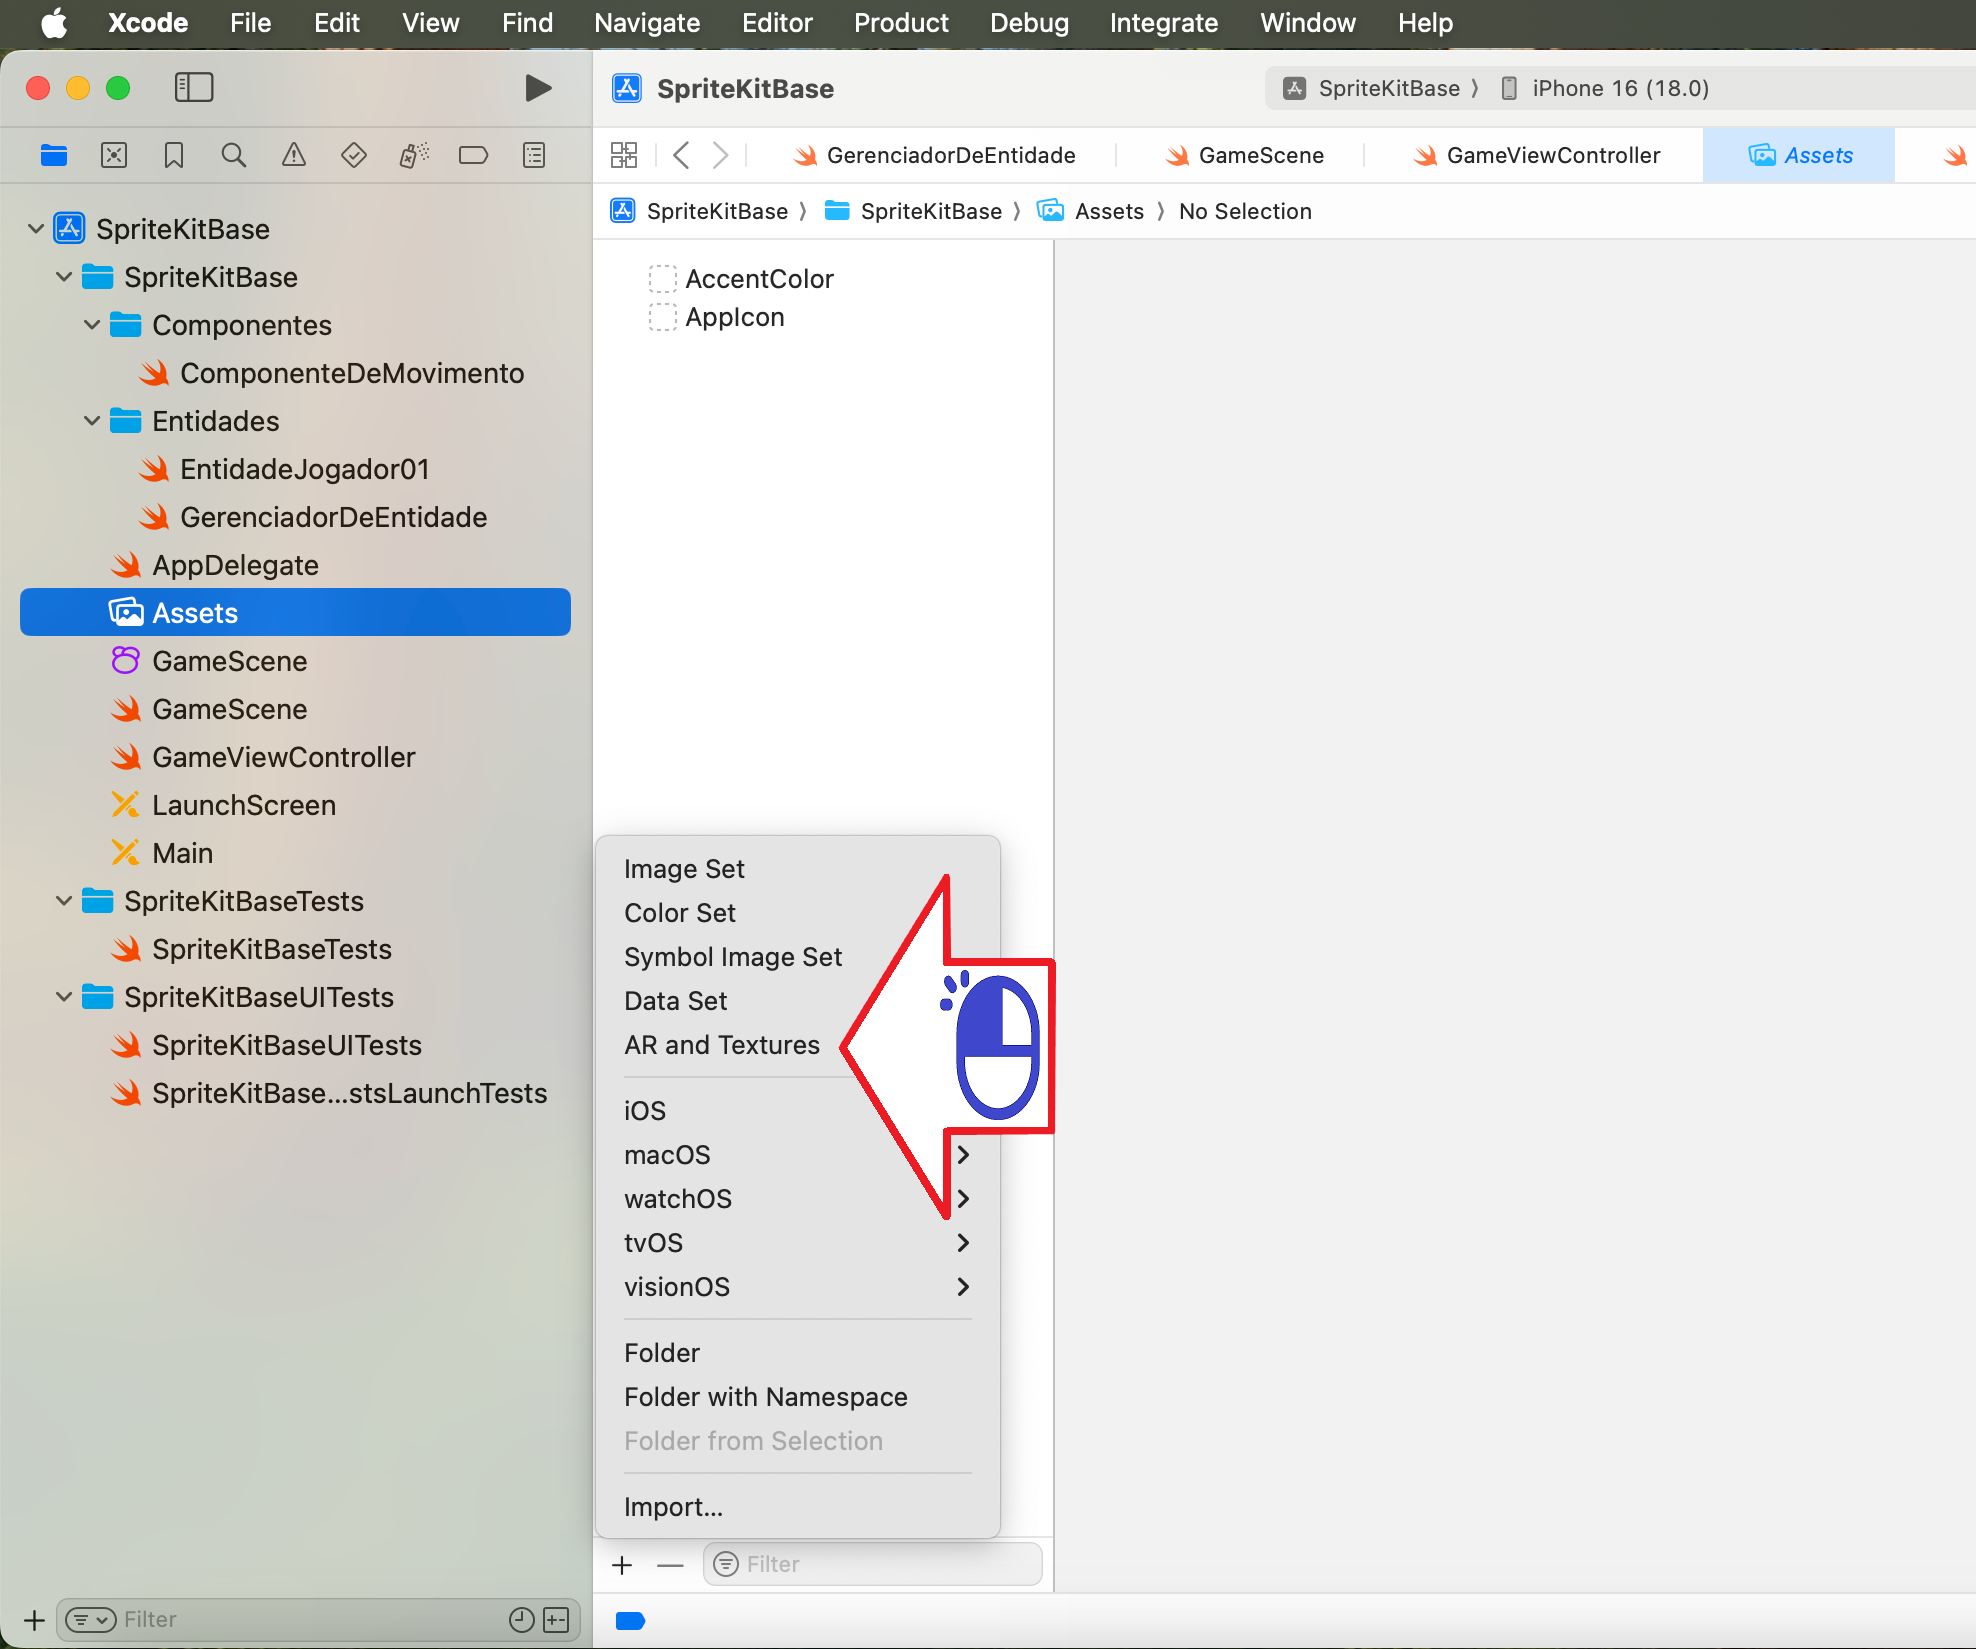 Xcode File Edit View Find Navigate Editor Product Debug Integrate Window Help
SpriteKitBase
SpriteKitBase iPhone 16 (18.0)
GerenciadorDeEntidade GameScene GameViewController Assets
SpriteKitBase SpriteKitBase Assets No Selection
SpriteKitBase
SpriteKitBase
Componentes
ComponenteDeMovimento
Entidades
EntidadeJogador01
GerenciadorDeEntidade
AppDelegate
Assets
GameScene
GameScene
GameViewController
LaunchScreen
Main
SpriteKitBaseTests
SpriteKitBaseTests
SpriteKitBaseUITests
SpriteKitBaseUITests
SpriteKitBase...stsLaunchTests
Filter
AccentColor
AppIcon
Image Set
Color Set
Symbol Image Set
Data Set
AR and Textures
iOS
macOS
watchOS
tvOS
visionOS
Folder
Folder with Namespace
Folder from Selection
Import...
Filter